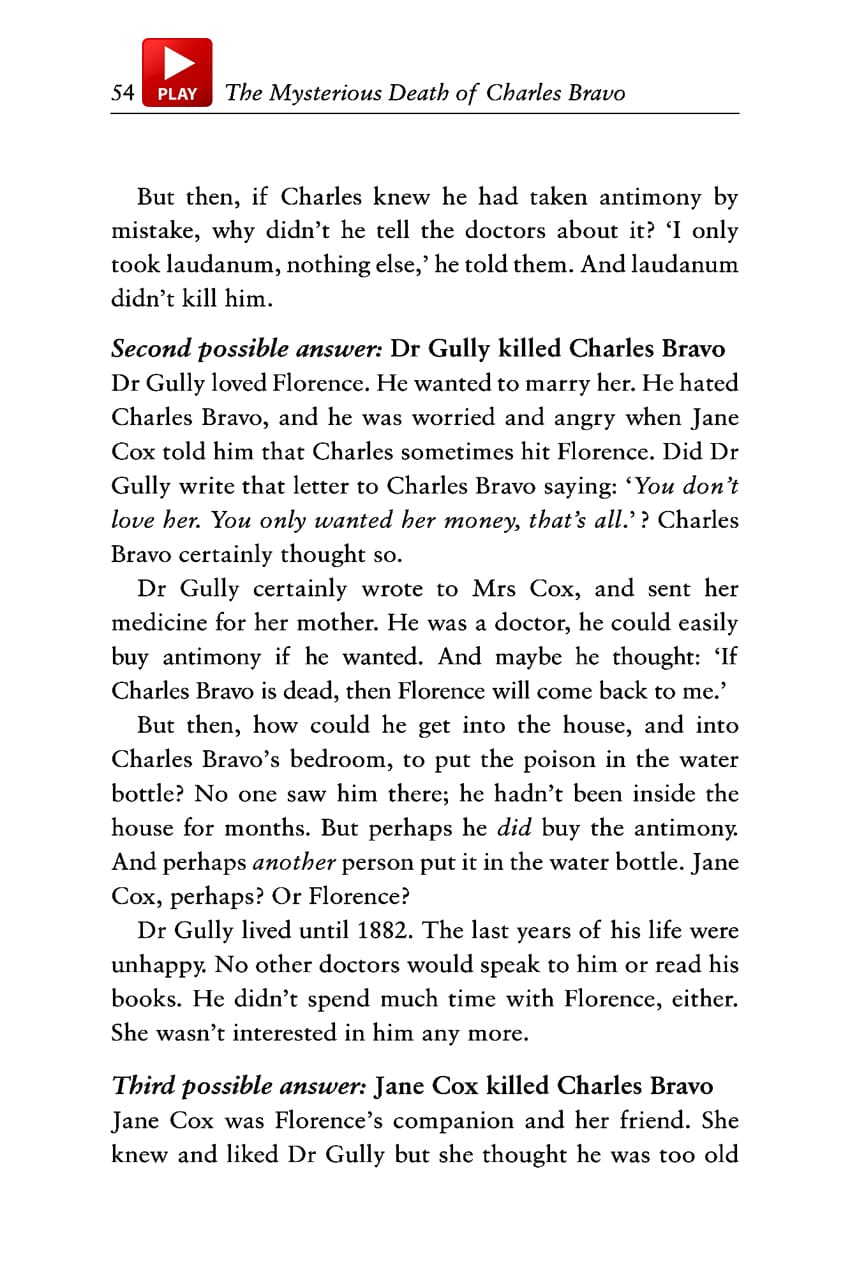 54 PLAY The Mysterious Death of Charles Bravo
But then, if Charles knew he had taken antimony by
mistake, why didn’t he tell the doctors about it? ‘I only
took laudanum, nothing else,’ he told them. And laudanum
didn’t kill him.
Second possible answer: Dr Gully killed Charles Bravo
Dr Gully loved Florence. He wanted to marry her. He hated
Charles Bravo, and he was worried and angry when Jane
Cox told him that Charles sometimes hit Florence. Did Dr
Gully write that letter to Charles Bravo saying: ‘You don’t
love her. You only wanted her money, that’s all.’ ? Charles
Bravo certainly thought so.
Dr Gully certainly wrote to Mrs Cox, and sent her
medicine for her mother. He was a doctor, he could easily
buy antimony if he wanted. And maybe he thought: ‘If
Charles Bravo is dead, then Florence will come back to me.’
But then, how could he get into the house, and into
Charles Bravo’s bedroom, to put the poison in the water
bottle? No one saw him there; he hadn’t been inside the
house for months. But perhaps he did buy the antimony.
And perhaps another person put it in the water bottle. Jane
Cox, perhaps? Or Florence?
Dr Gully lived until 1882. The last years of his life were
unhappy. No other doctors would speak to him or read his
books. He didn’t spend much time with Florence, either.
She wasn’t interested in him any more.
Third possible answer: Jane Cox killed Charles Bravo
Jane Cox was Florence’s companion and her friend. She
knew and liked Dr Gully but she thought he was too old